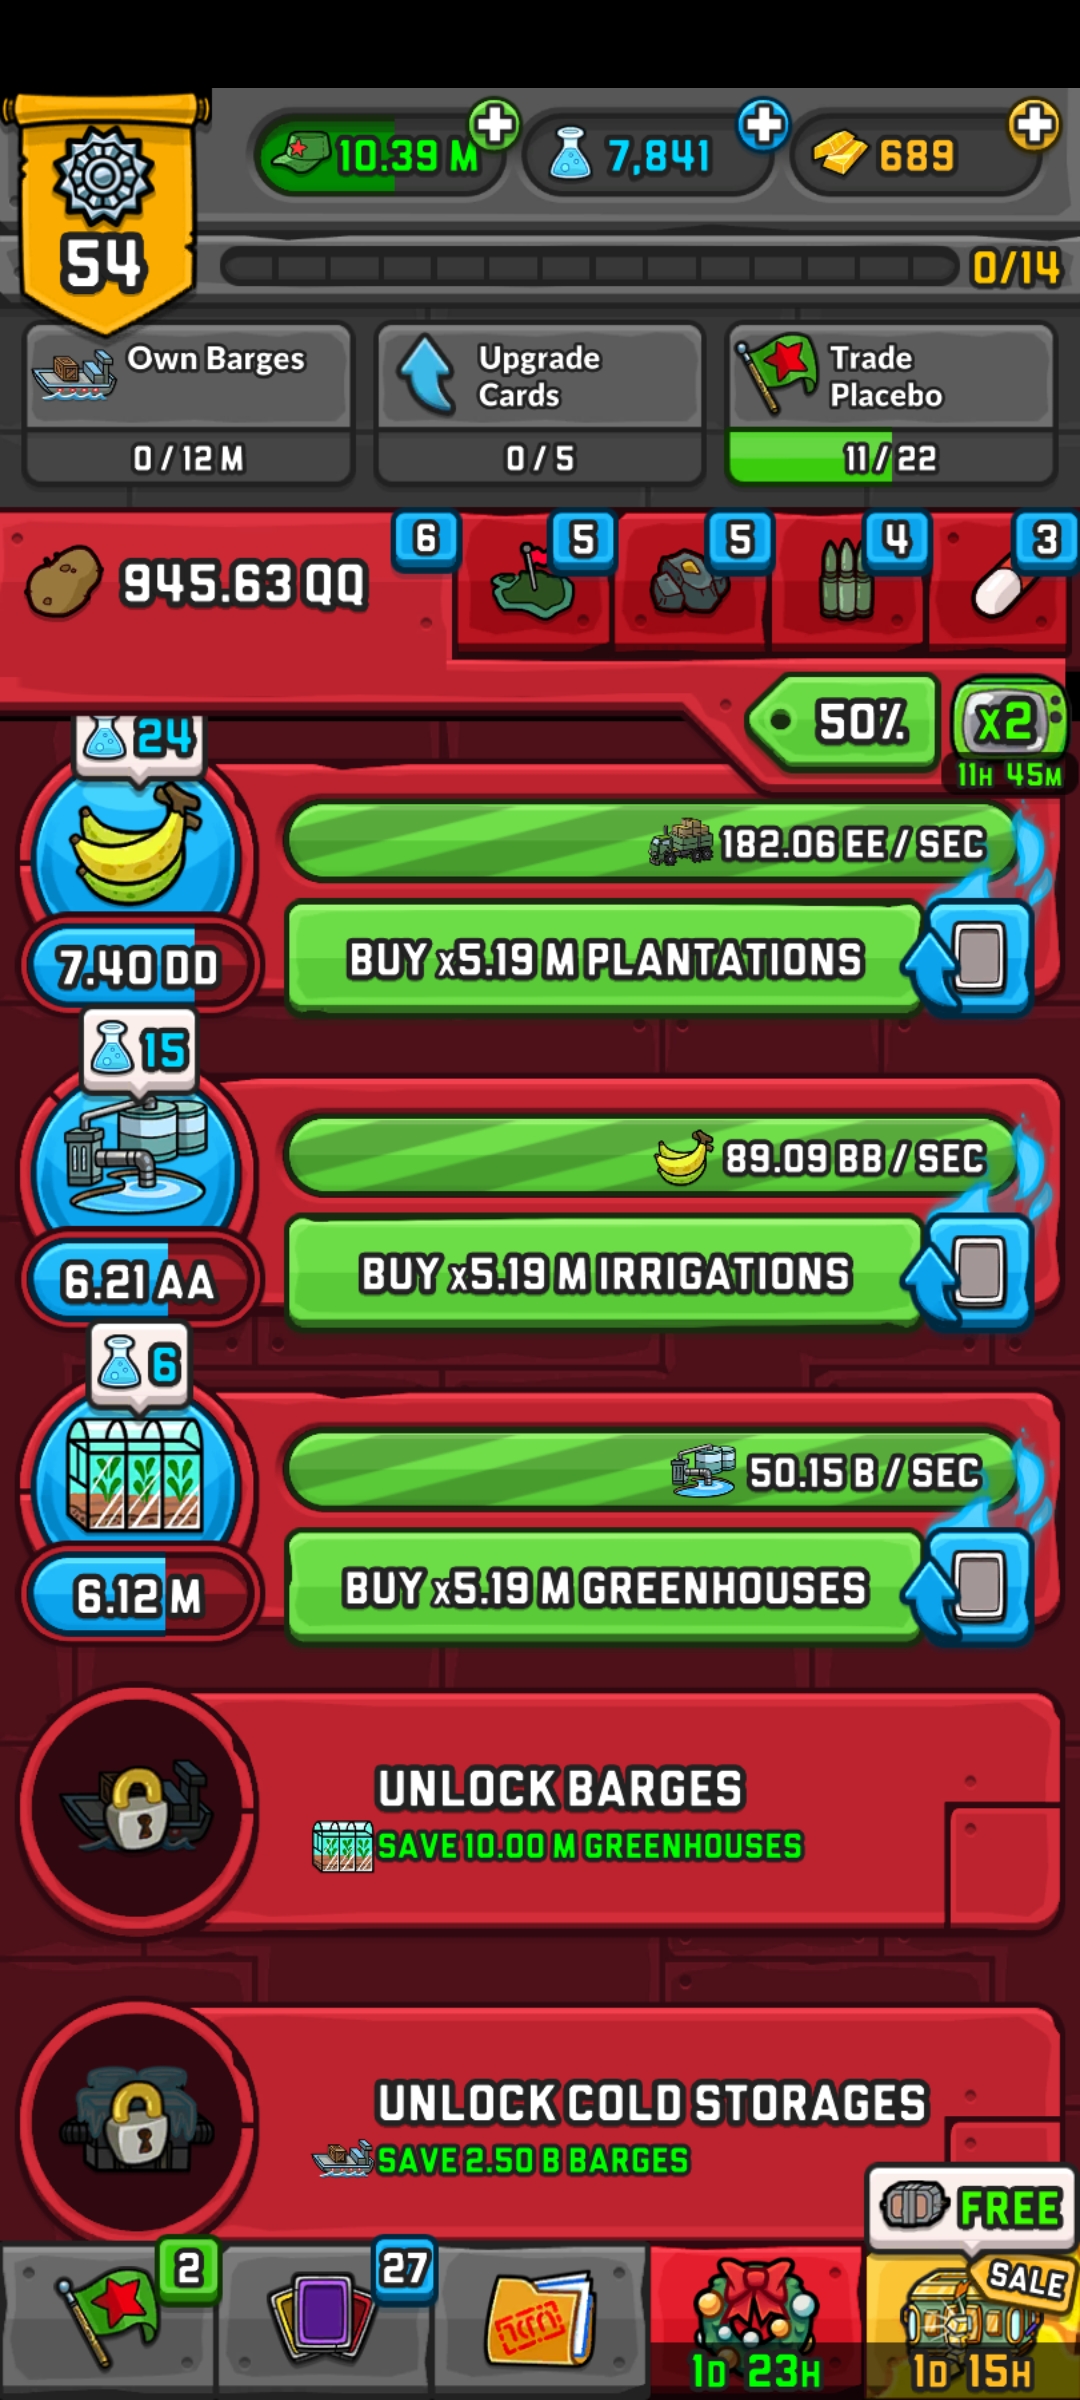 10.39 M
7,841
689
54
0/14
Own Barges
0 / 12 M
Upgrade
Cards
0 / 5
Trade
Placebo
11 / 22
945.63 QQ
6
5
5
4
3
50%
x2
11H 45M
24
182.06 EE / SEC
7.40 DD
BUY x5.19 M PLANTATIONS
15
89.09 BB / SEC
6.21 AA
BUY x5.19 M IRRIGATIONS
6
50.15 B / SEC
6.12 M
BUY x5.19 M GREENHOUSES
UNLOCK BARGES
SAVE 10.00 M GREENHOUSES
UNLOCK COLD STORAGES
SAVE 2.50 B BARGES
FREE
2
27
SALE
1D 23H
1D 15H